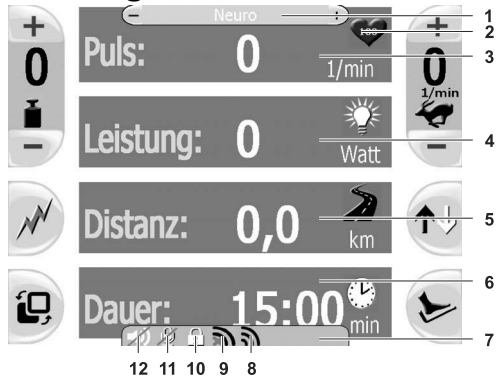 − Neuro + 1
+ 180 + 2
0 Puls: 0 1/min 0 3
1/min
− Leistung: 0 Watt − 4
Distanz: 0,0 km 5
6
Dauer: 15:00 min
7
12 11 10 9 8